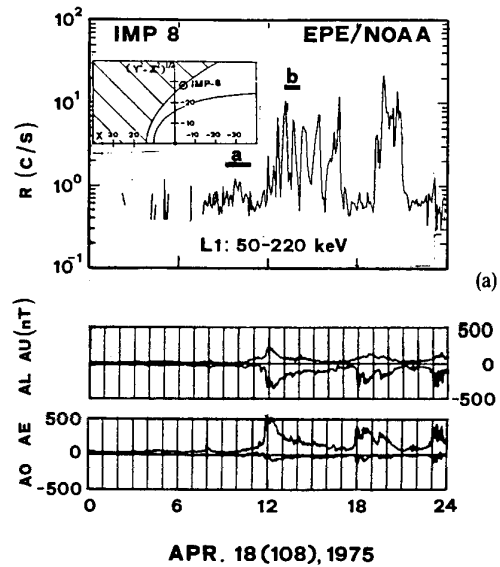 IMP 8 EPE/NOAA
R (c/s)
10²
10¹
10⁰
10⁻¹
(Y²+Z²)¹/²
IMP-8
-20
-10
X 30 20
-10 -20 -30
a
b
L1: 50-220 keV
(a)
AL AU(nT)
500
0
-500
AO AE
500
0
-500
0 6 12 18 24
APR. 18 (108), 1975